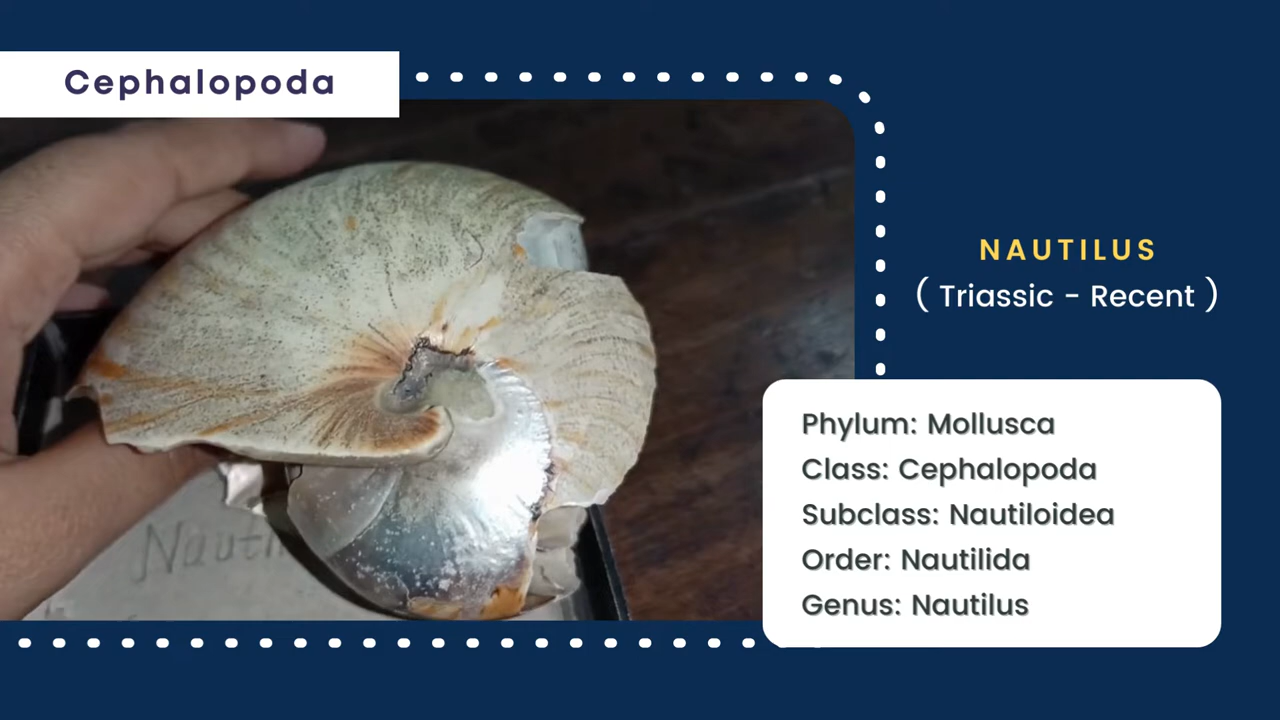 Cephalopoda
NAUTILUS
( Triassic - Recent )
Phylum: Mollusca
Class: Cephalopoda
Subclass: Nautiloidea
Order: Nautilida
Genus: Nautilus